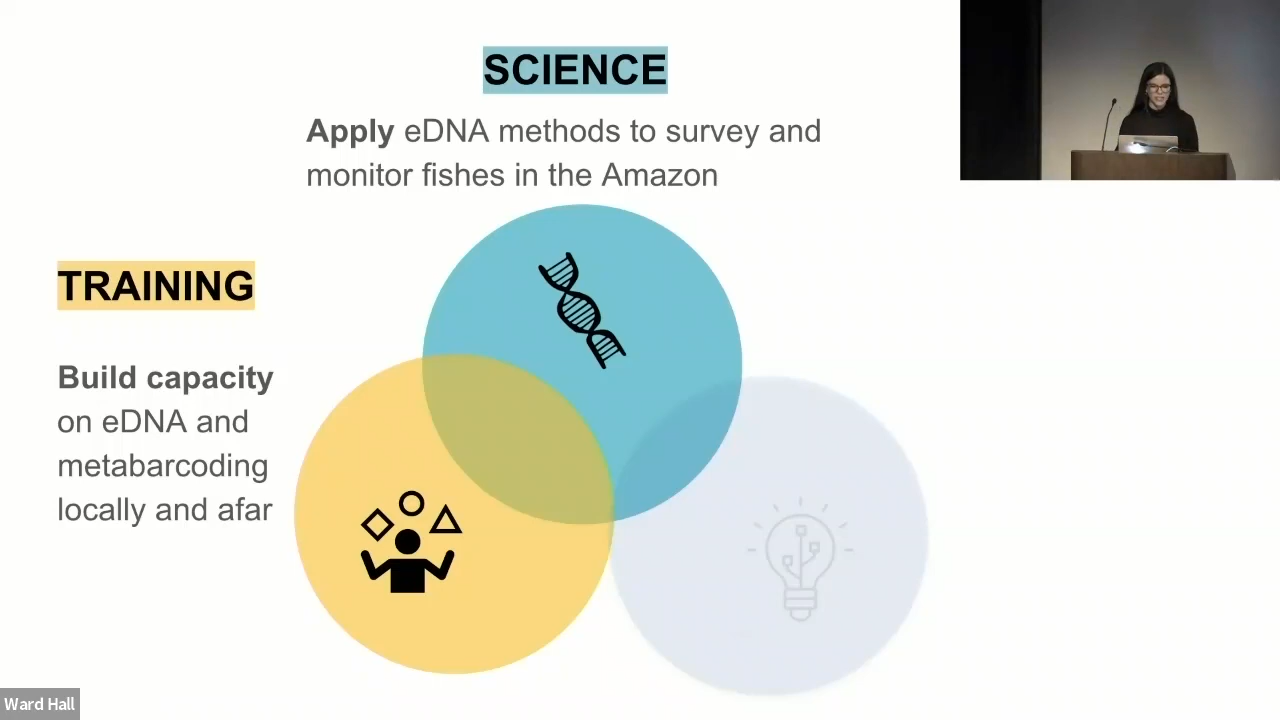 SCIENCE
Apply eDNA methods to survey and
monitor fishes in the Amazon
TRAINING
Build capacity
on eDNA and
metabarcoding
locally and afar
Ward Hall